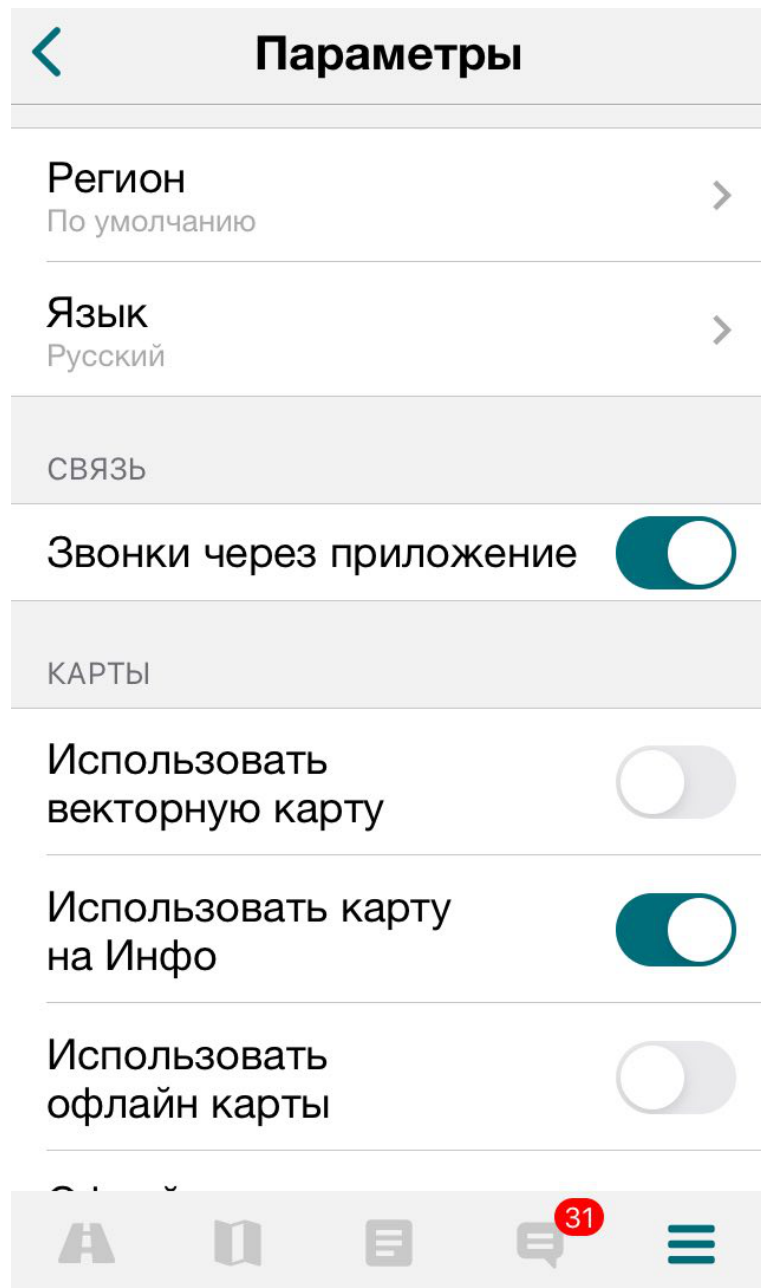 Параметры
Регион
По умолчанию
Язык
Русский
СВЯЗЬ
Звонки через приложение
КАРТЫ
Использовать
векторную карту
Использовать карту
на Инфо
Использовать
офлайн карты
31